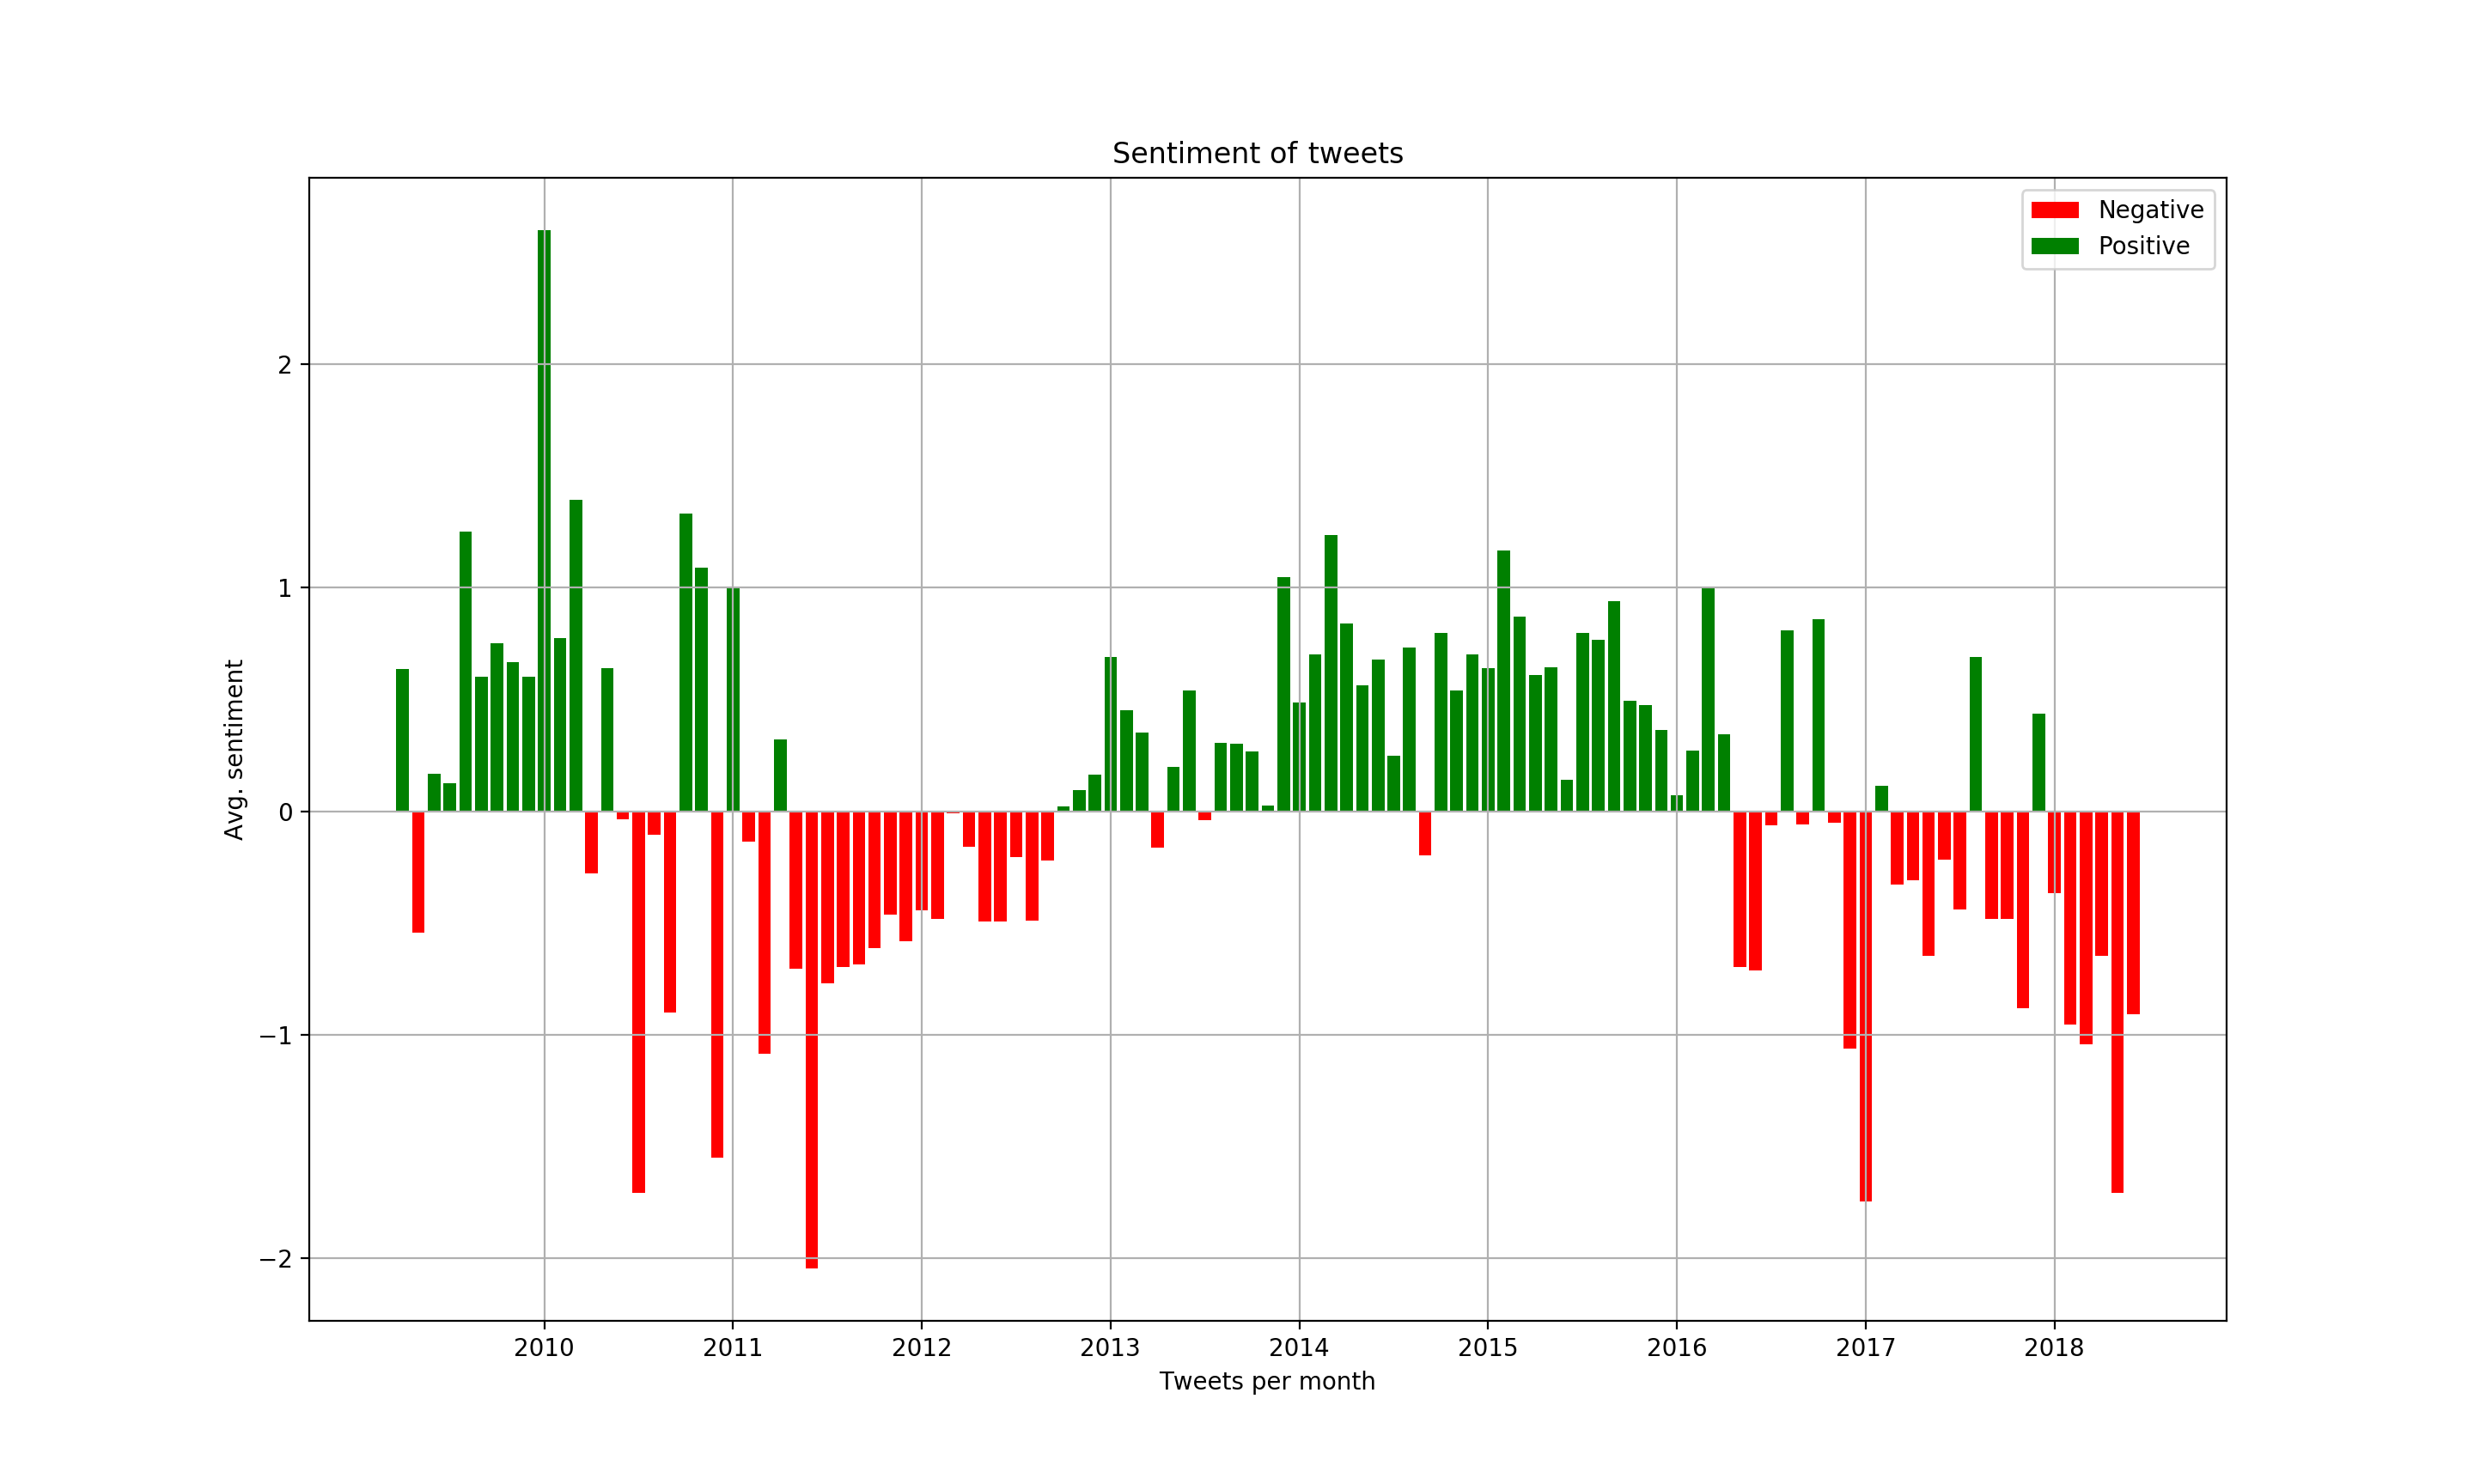 Sentiment of tweets
Negative
Positive
2
1
0
−1
−2
Avg. sentiment
2010 2011 2012 2013 2014 2015 2016 2017 2018
Tweets per month